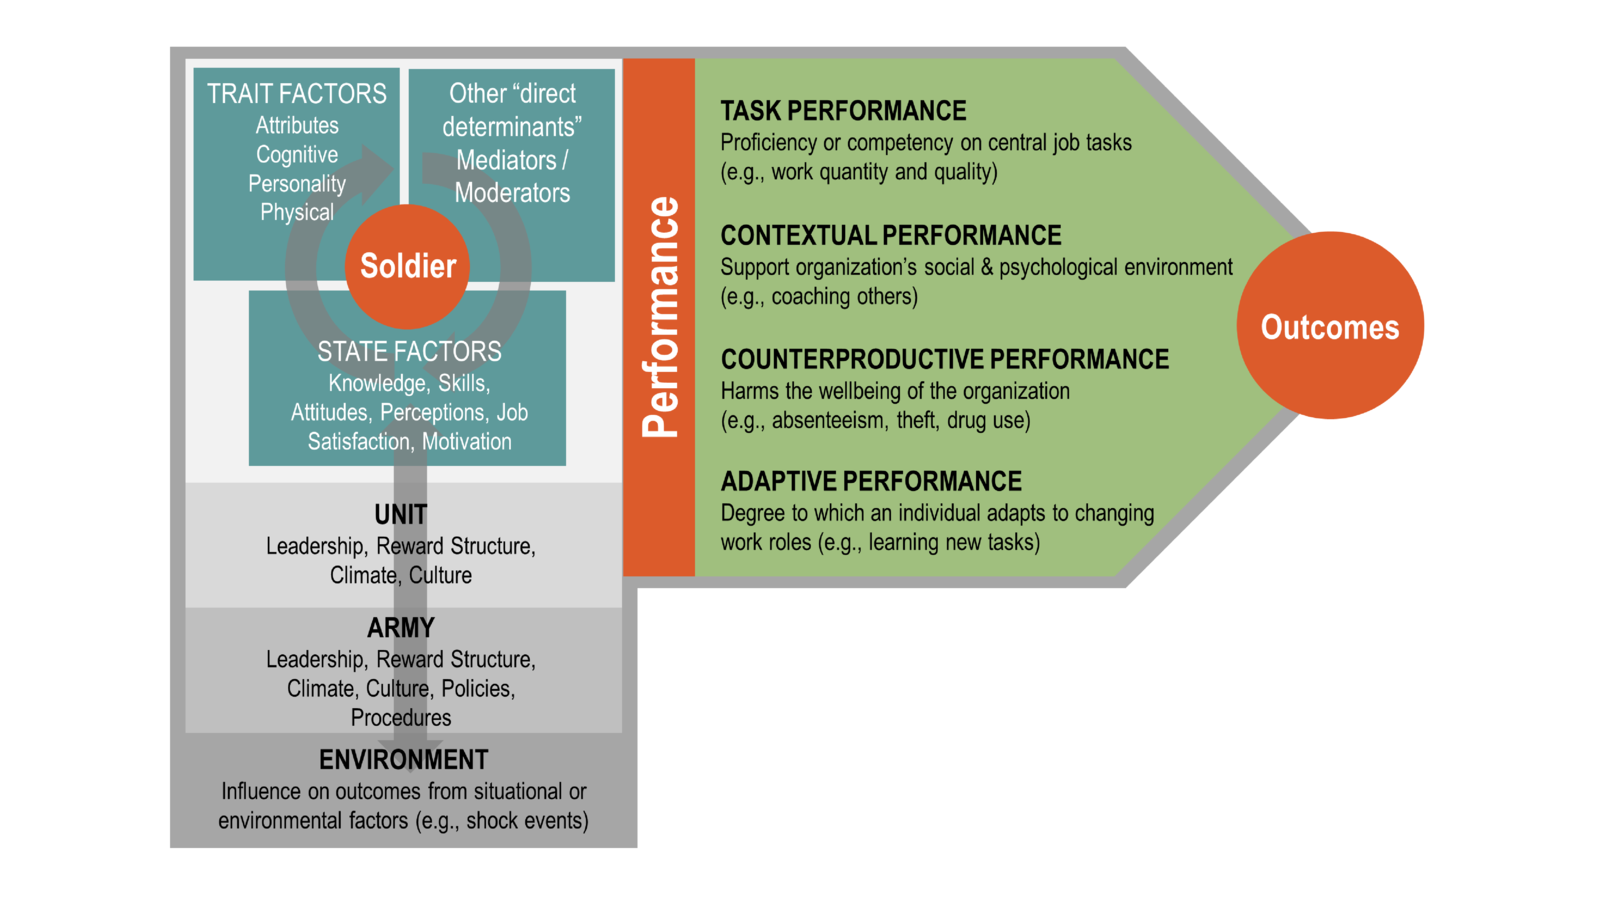 TRAIT FACTORS
Attributes
Cognitive
Personality
Physical
Other “direct
determinants”
Mediators /
Moderators
Soldier
STATE FACTORS
Knowledge, Skills,
Attitudes, Perceptions, Job
Satisfaction, Motivation
UNIT
Leadership, Reward Structure,
Climate, Culture
ARMY
Leadership, Reward Structure,
Climate, Culture, Policies,
Procedures
ENVIRONMENT
Influence on outcomes from situational or
environmental factors (e.g., shock events)
Performance
TASK PERFORMANCE
Proficiency or competency on central job tasks
(e.g., work quantity and quality)
CONTEXTUAL PERFORMANCE
Support organization’s social & psychological environment
(e.g., coaching others)
COUNTERPRODUCTIVE PERFORMANCE
Harms the wellbeing of the organization
(e.g., absenteeism, theft, drug use)
ADAPTIVE PERFORMANCE
Degree to which an individual adapts to changing
work roles (e.g., learning new tasks)
Outcomes